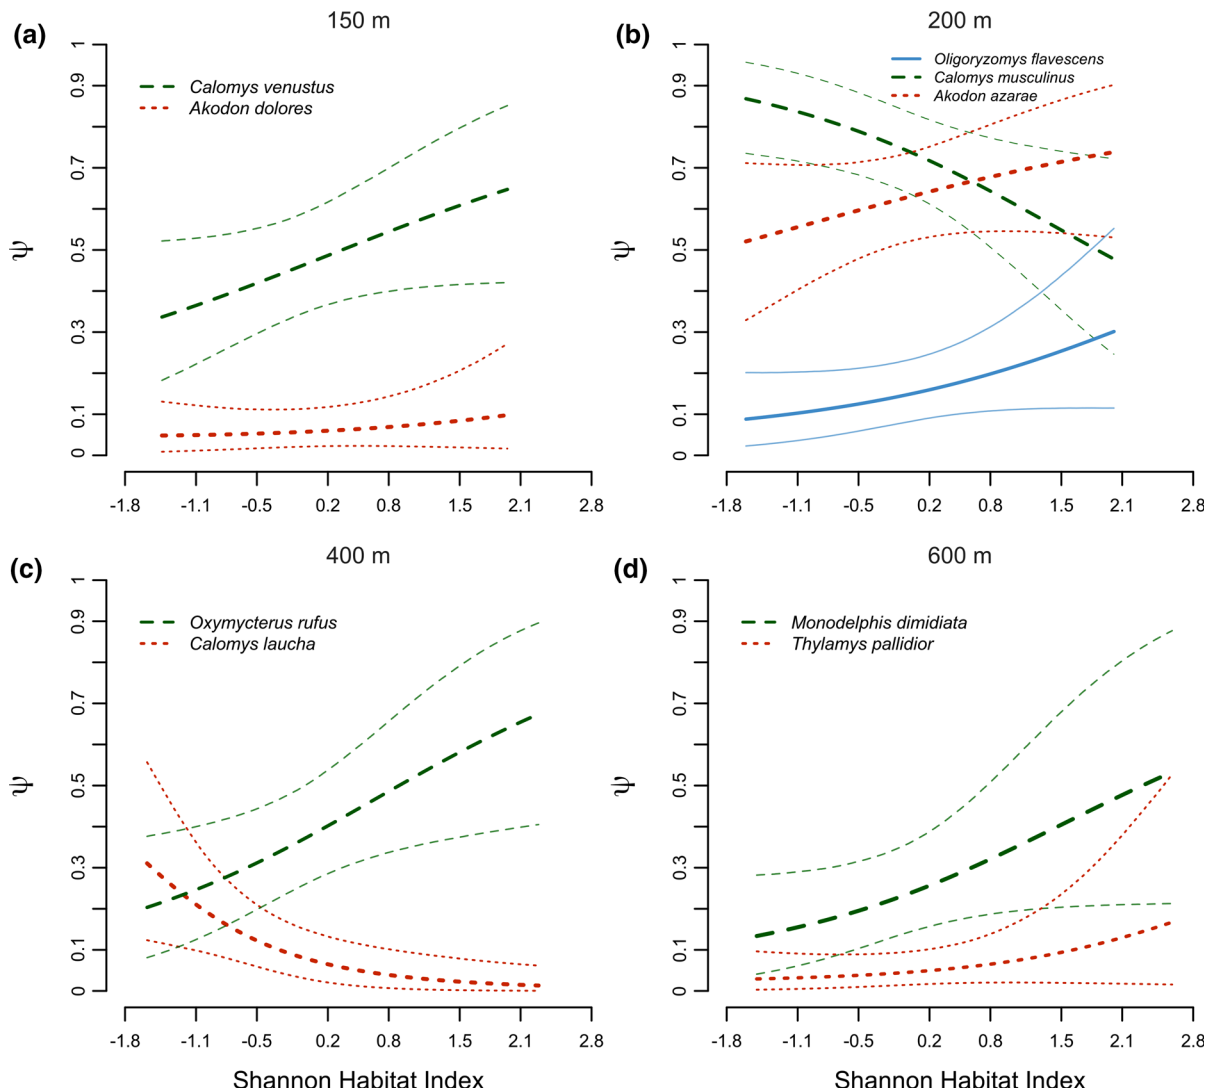 (a)
150 m
Calomys venustus
Akodon dolores
ψ
1
0.9
0.7
0.5
0.3
0.1
0
-1.8 -1.1 -0.5 0.2 0.8 1.5 2.1 2.8
(b)
200 m
Oligoryzomys flavescens
Calomys musculinus
Akodon azarae
ψ
1
0.9
0.7
0.5
0.3
0.1
0
-1.8 -1.1 -0.5 0.2 0.8 1.5 2.1 2.8
(c)
400 m
Oxymycterus rufus
Calomys laucha
ψ
1
0.9
0.7
0.5
0.3
0.1
0
-1.8 -1.1 -0.5 0.2 0.8 1.5 2.1 2.8
Shannon Habitat Index
(d)
600 m
Monodelphis dimidiata
Thylamys pallidior
ψ
1
0.9
0.7
0.5
0.3
0.1
0
-1.8 -1.1 -0.5 0.2 0.8 1.5 2.1 2.8
Shannon Habitat Index